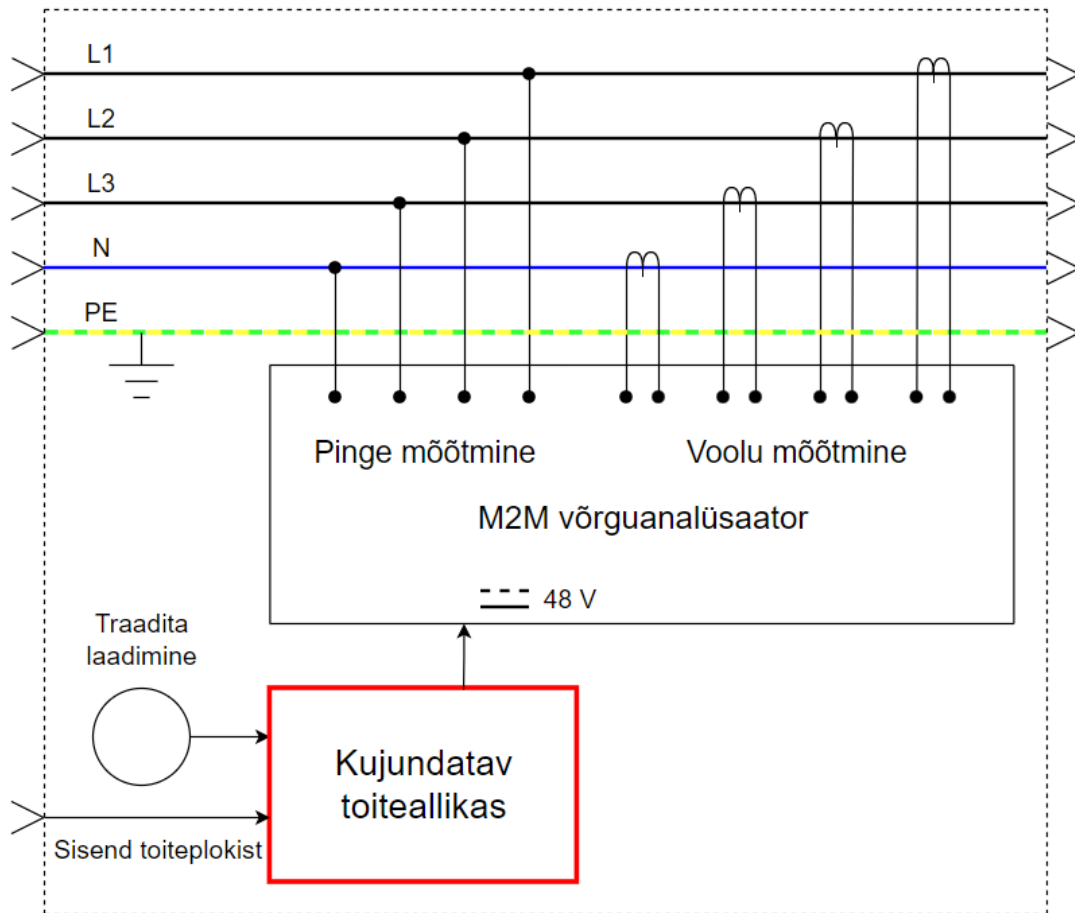 L1
L2
L3
N
PE
Pinge mõõtmine
Voolu mõõtmine
M2M võrguanalüsaator
48 V
Traadita
laadimine
Kujundatav
toiteallikas
Sisend toiteplokist